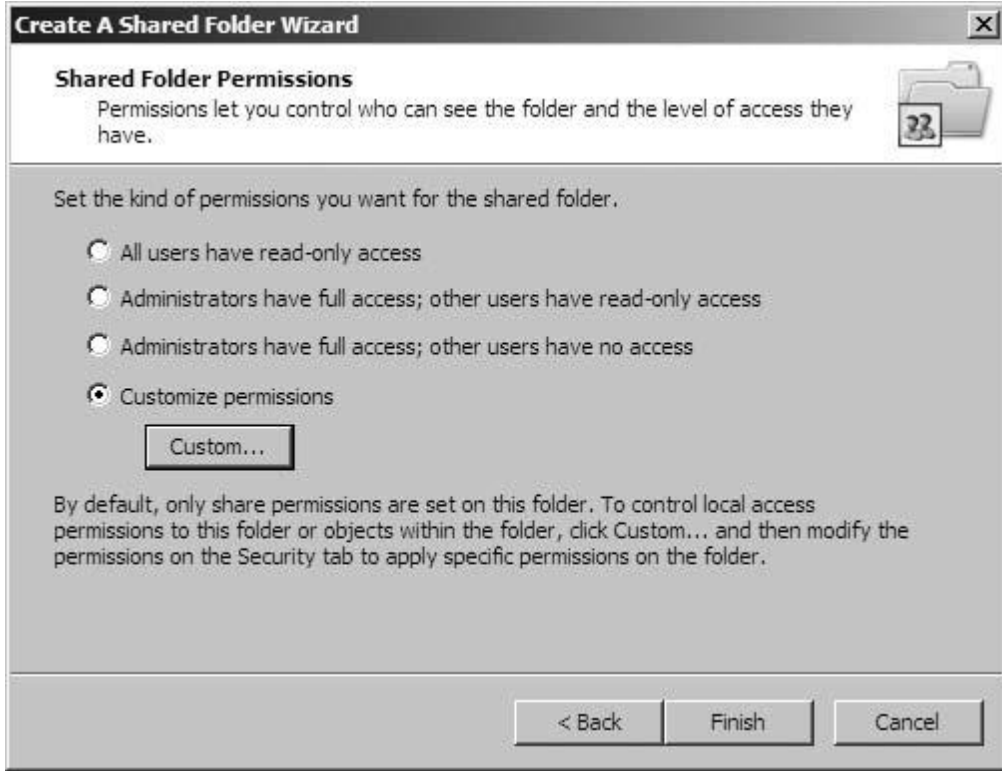 Create A Shared Folder Wizard
Shared Folder Permissions
Permissions let you control who can see the folder and the level of access they
have.
Set the kind of permissions you want for the shared folder.
All users have read-only access
Administrators have full access; other users have read-only access
Administrators have full access; other users have no access
Customize permissions
Custom...
By default, only share permissions are set on this folder. To control local access
permissions to this folder or objects within the folder, click Custom... and then modify the
permissions on the Security tab to apply specific permissions on the folder.
< Back Finish Cancel